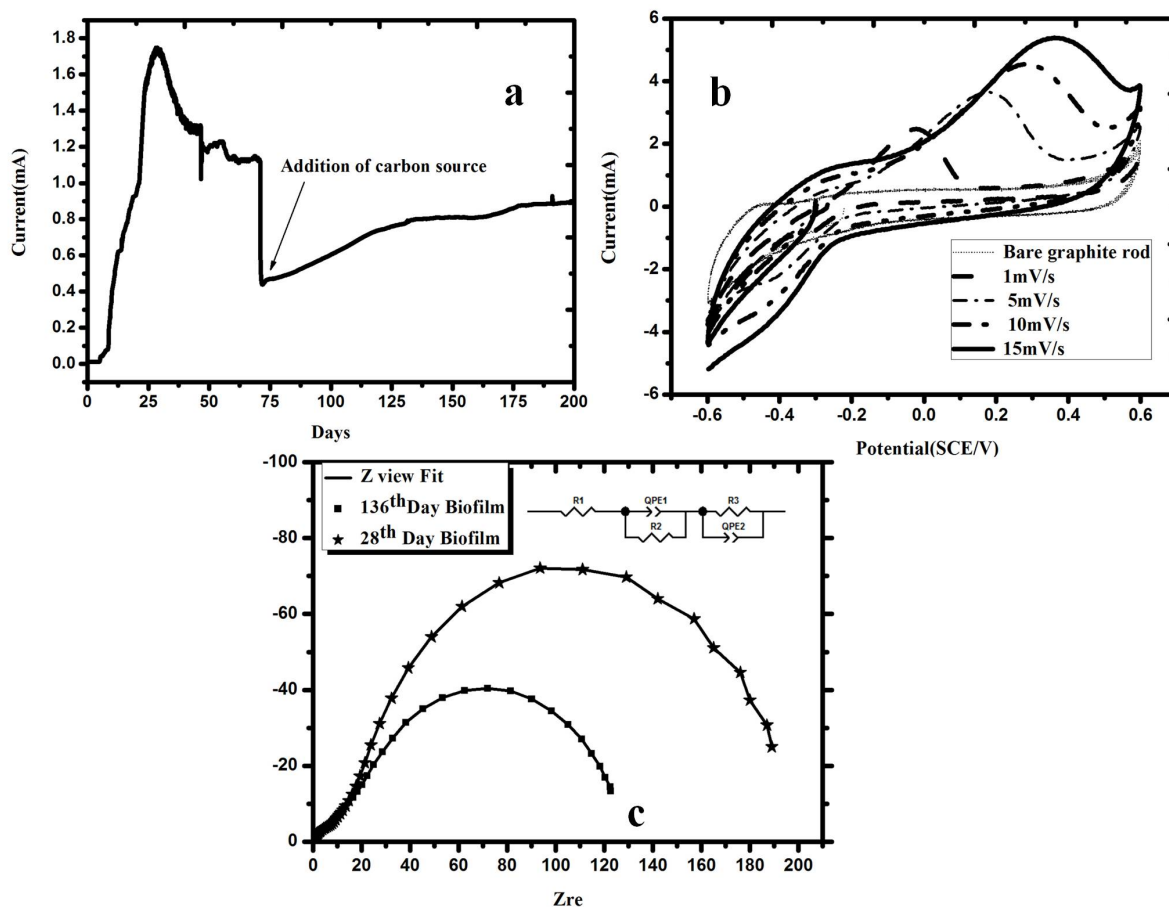 1.8
1.6
1.4
1.2
1.0
0.8
0.6
0.4
0.2
0.0
Current(mA)
a
Addition of carbon source
0 25 50 75 100 125 150 175 200
Days
6
4
2
0
-2
-4
-6
Current(mA)
b
Bare graphite rod
1mV/s
5mV/s
10mV/s
15mV/s
-0.6 -0.4 -0.2 0.0 0.2 0.4 0.6
Potential(SCE/V)
-100
-80
-60
-40
-20
0
Z view Fit
136th Day Biofilm
28th Day Biofilm
R1 QPE1 R3
R2 QPE2
c
0 20 40 60 80 100 120 140 160 180 200
Zre